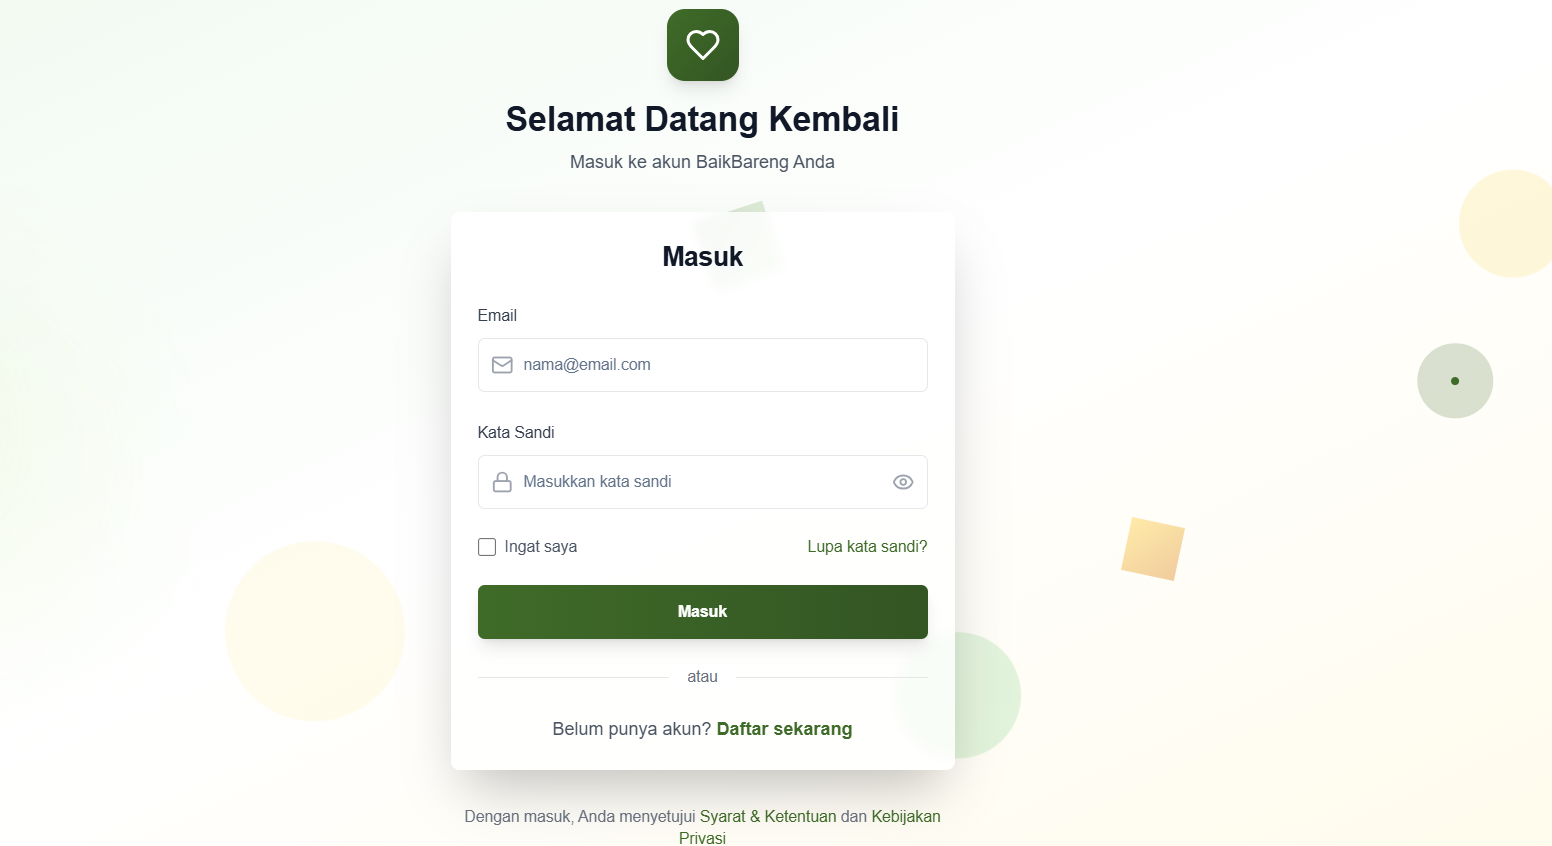 Selamat Datang Kembali
Masuk ke akun BaikBareng Anda
Masuk
Email
nama@email.com
Kata Sandi
Masukkan kata sandi
Ingat saya
Lupa kata sandi?
Masuk
atau
Belum punya akun? Daftar sekarang
Dengan masuk, Anda menyetujui Syarat & Ketentuan dan Kebijakan
Privasi